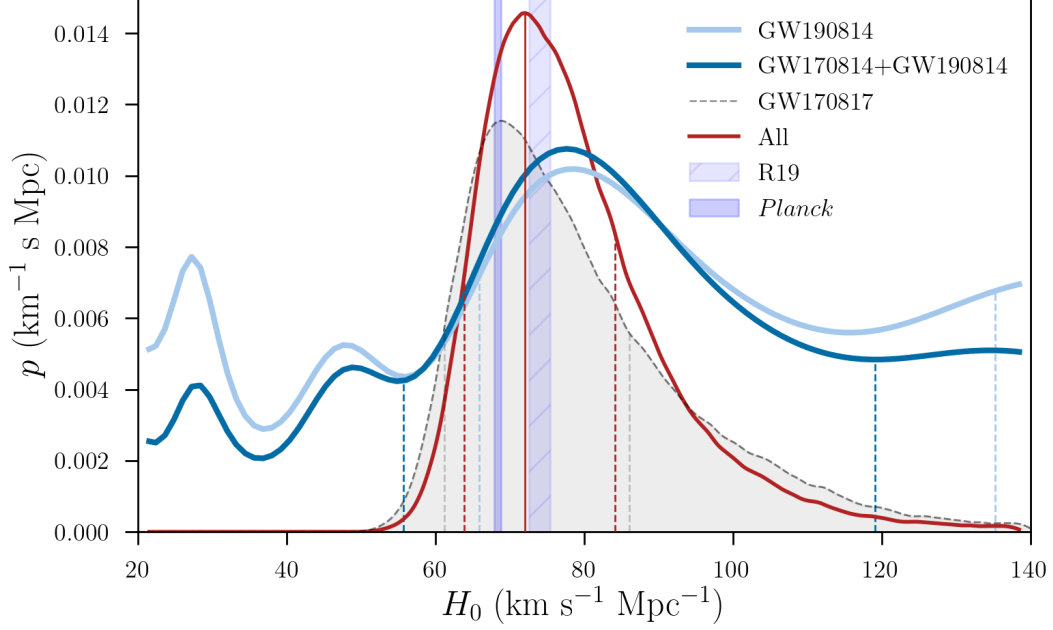 0.014
0.012
0.010
0.008
0.006
0.004
0.002
0.000
p (km⁻¹ s Mpc)
GW190814
GW170814+GW190814
GW170817
All
R19
Planck
20 40 60 80 100 120 140
H₀ (km s⁻¹ Mpc⁻¹)